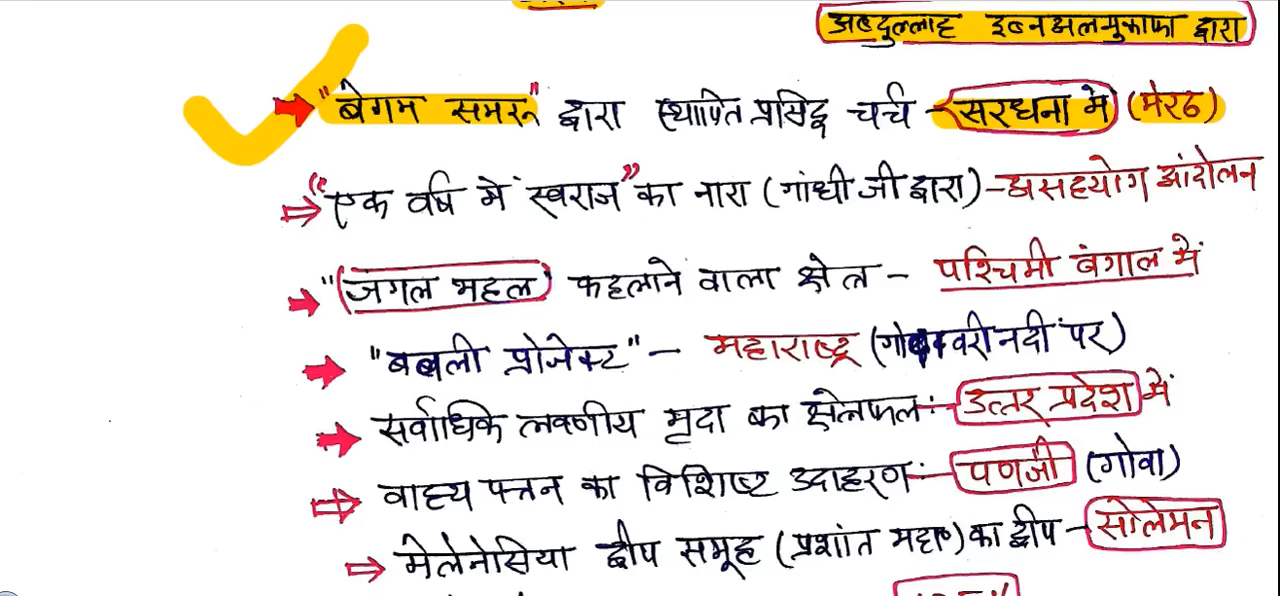 अब्दुल्लाह इब्न अलमुकाफा द्वारा
"बेगम समरू" द्वारा स्थापित प्रसिद्ध चर्च - सरधना में (मेरठ)
"एक वर्ष में स्वराज" का नारा (गांधी जी द्वारा) - असहयोग आंदोलन
"जंगल महल कहलाने वाला क्षेत्र - पश्चिमी बंगाल में
"बबली प्रोजेक्ट" - महाराष्ट्र (गोदावरी नदी पर)
सर्वाधिक लवणीय मृदा का क्षेत्रफल :- उत्तर प्रदेश में
वाह्य पत्तन का विशिष्ट उदाहरण :- पणजी (गोवा)
मेलेनेसिया द्वीप समूह (प्रशांत महा०) का द्वीप - सोलेमन